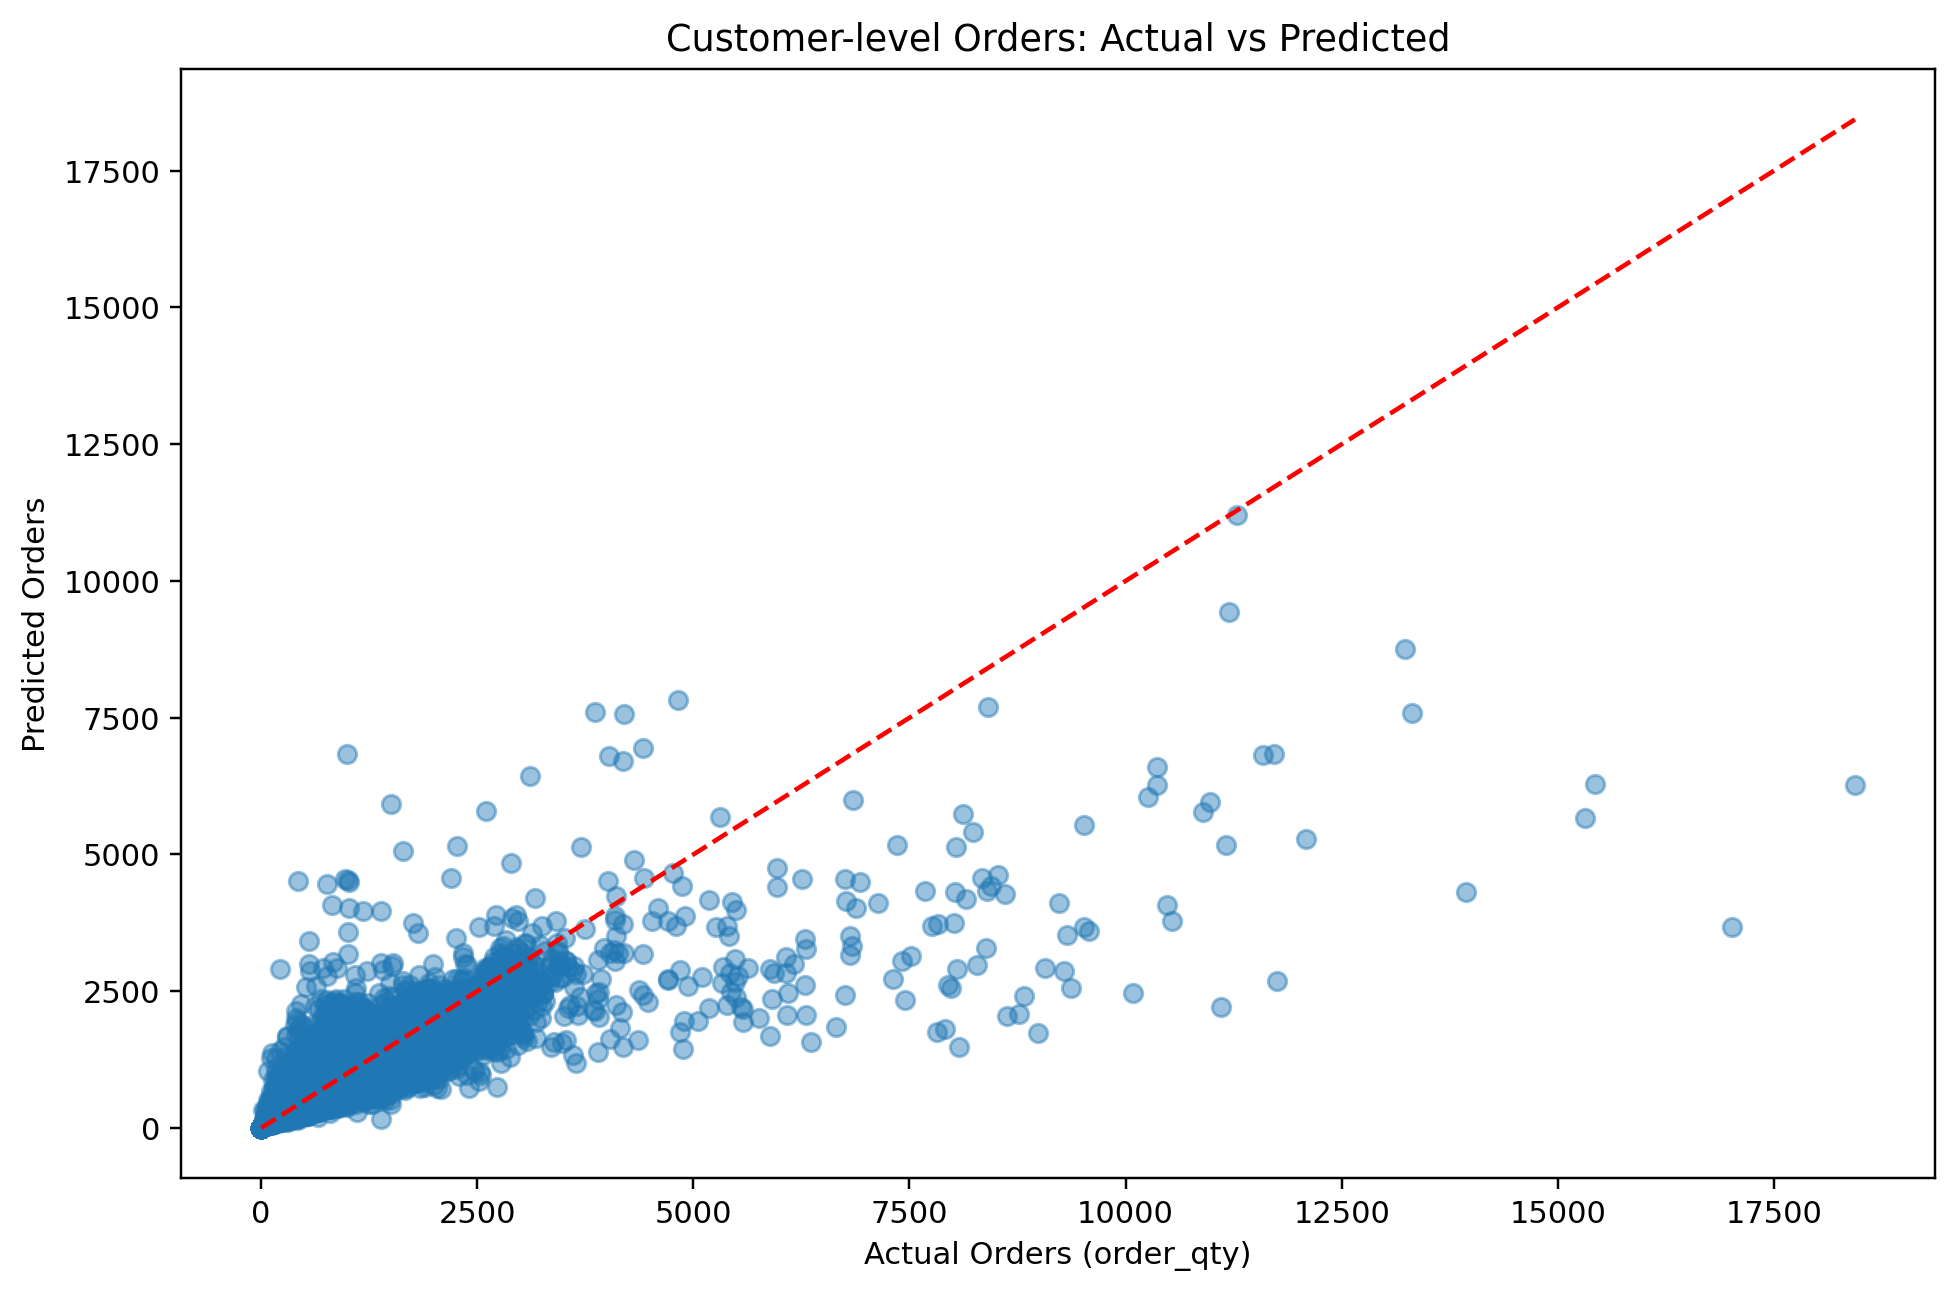 Customer-level Orders: Actual vs Predicted
17500
15000
12500
10000
7500
5000
2500
0
Predicted Orders
0 2500 5000 7500 10000 12500 15000 17500
Actual Orders (order_qty)